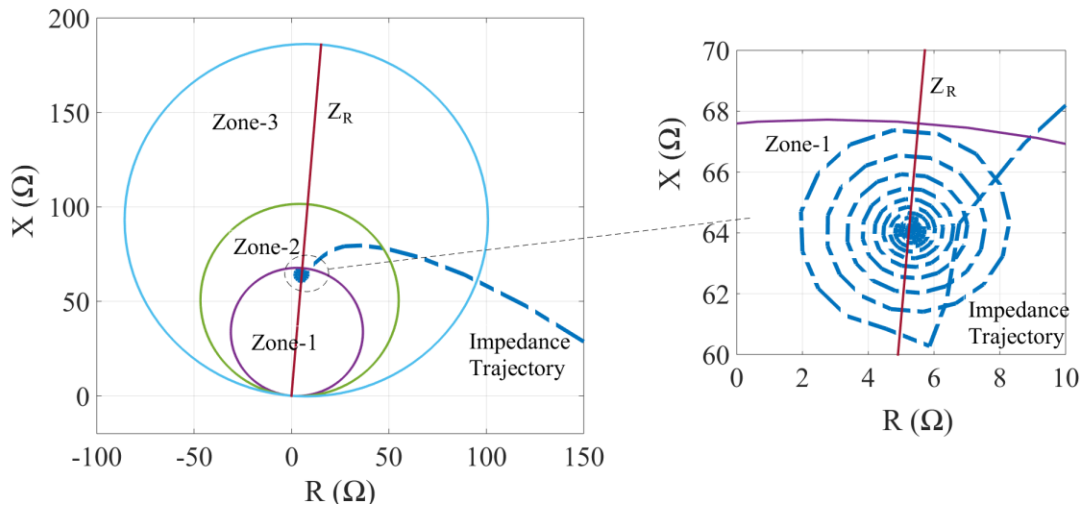 200
150
100
50
0
X (Ω)
-100
-50
0
50
100
150
R (Ω)
Zone-3
Z_R
Zone-2
Zone-1
Impedance
Trajectory
70
68
66
64
62
60
X (Ω)
0
2
4
6
8
10
R (Ω)
Z_R
Zone-1
Impedance
Trajectory